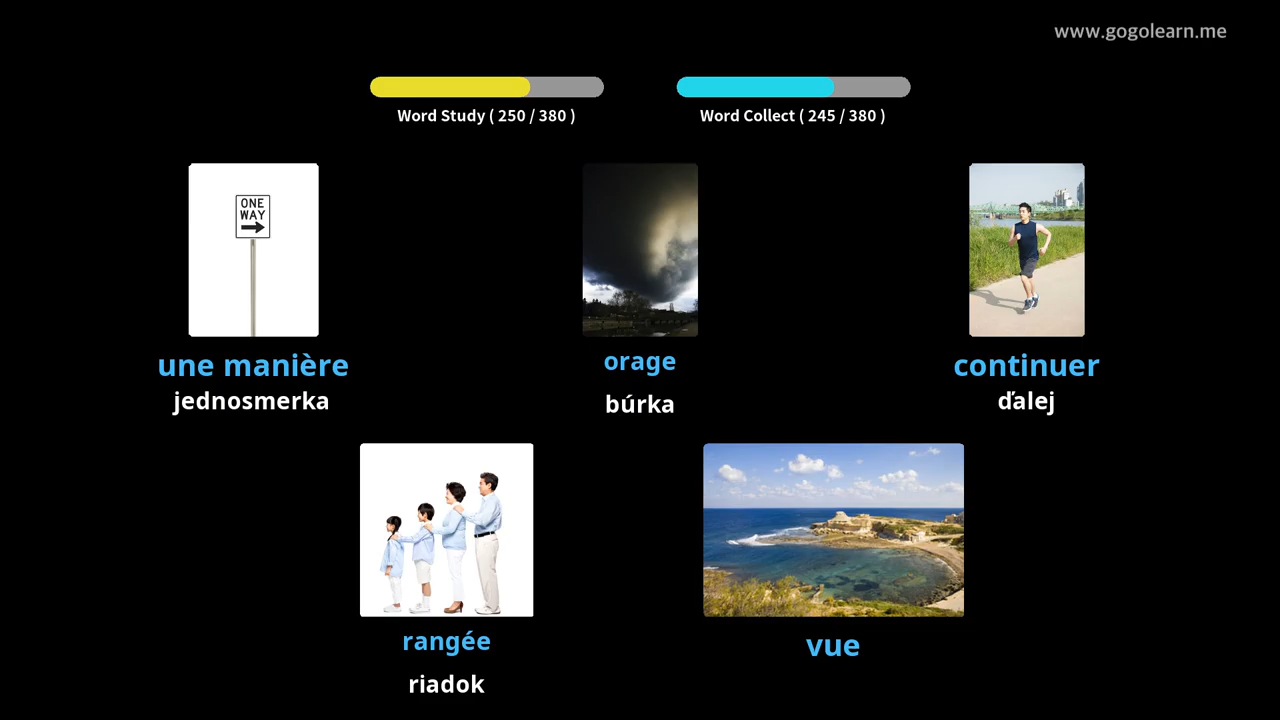 www.gogolearn.me
Word Study ( 250 / 380 )
Word Collect ( 245 / 380 )
ONE
WAY
une manière
jednosmerka
orage
búrka
continuer
ďalej
rangée
riadok
vue